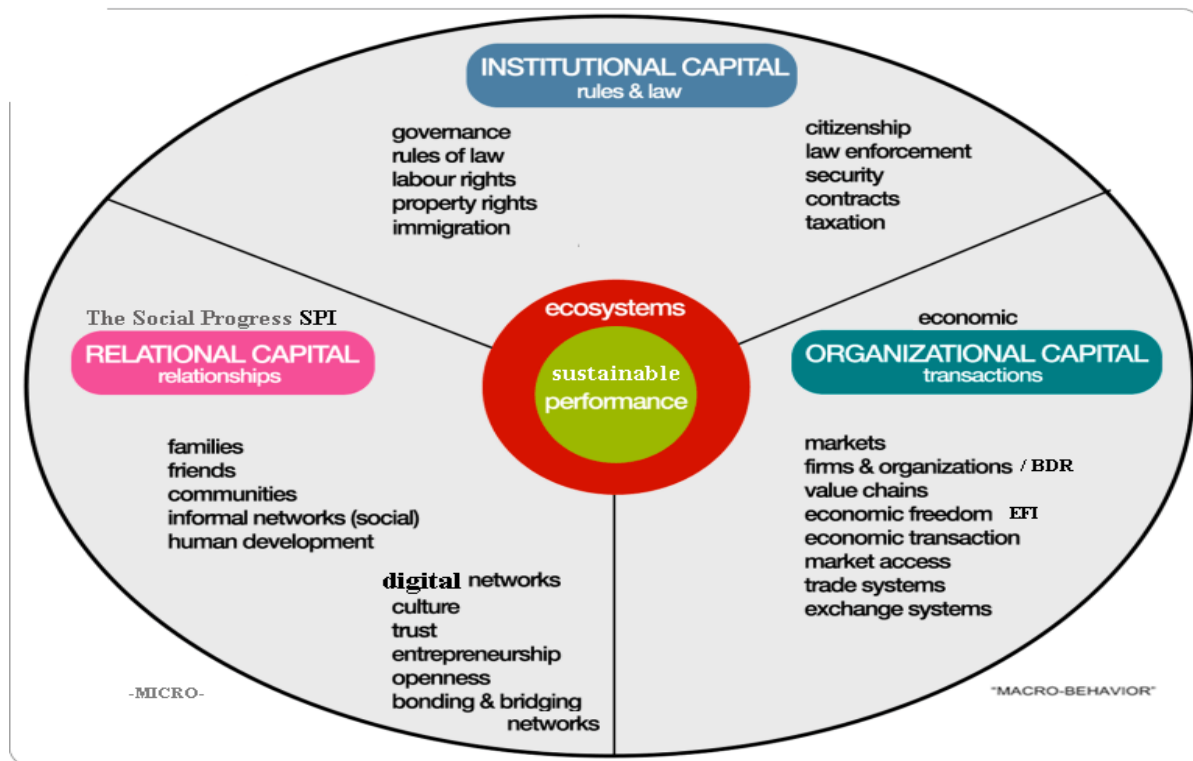 INSTITUTIONAL CAPITAL
rules & law
governance
rules of law
labour rights
property rights
immigration
citizenship
law enforcement
security
contracts
taxation
The Social Progress SPI
RELATIONAL CAPITAL
relationships
families
friends
communities
informal networks (social)
human development
digital networks
culture
trust
entrepreneurship
openness
bonding & bridging
networks
-MICRO-
ecosystems
sustainable
performance
economic
ORGANIZATIONAL CAPITAL
transactions
markets
firms & organizations / BDR
value chains
economic freedom EFI
economic transaction
market access
trade systems
exchange systems
"MACRO-BEHAVIOR"